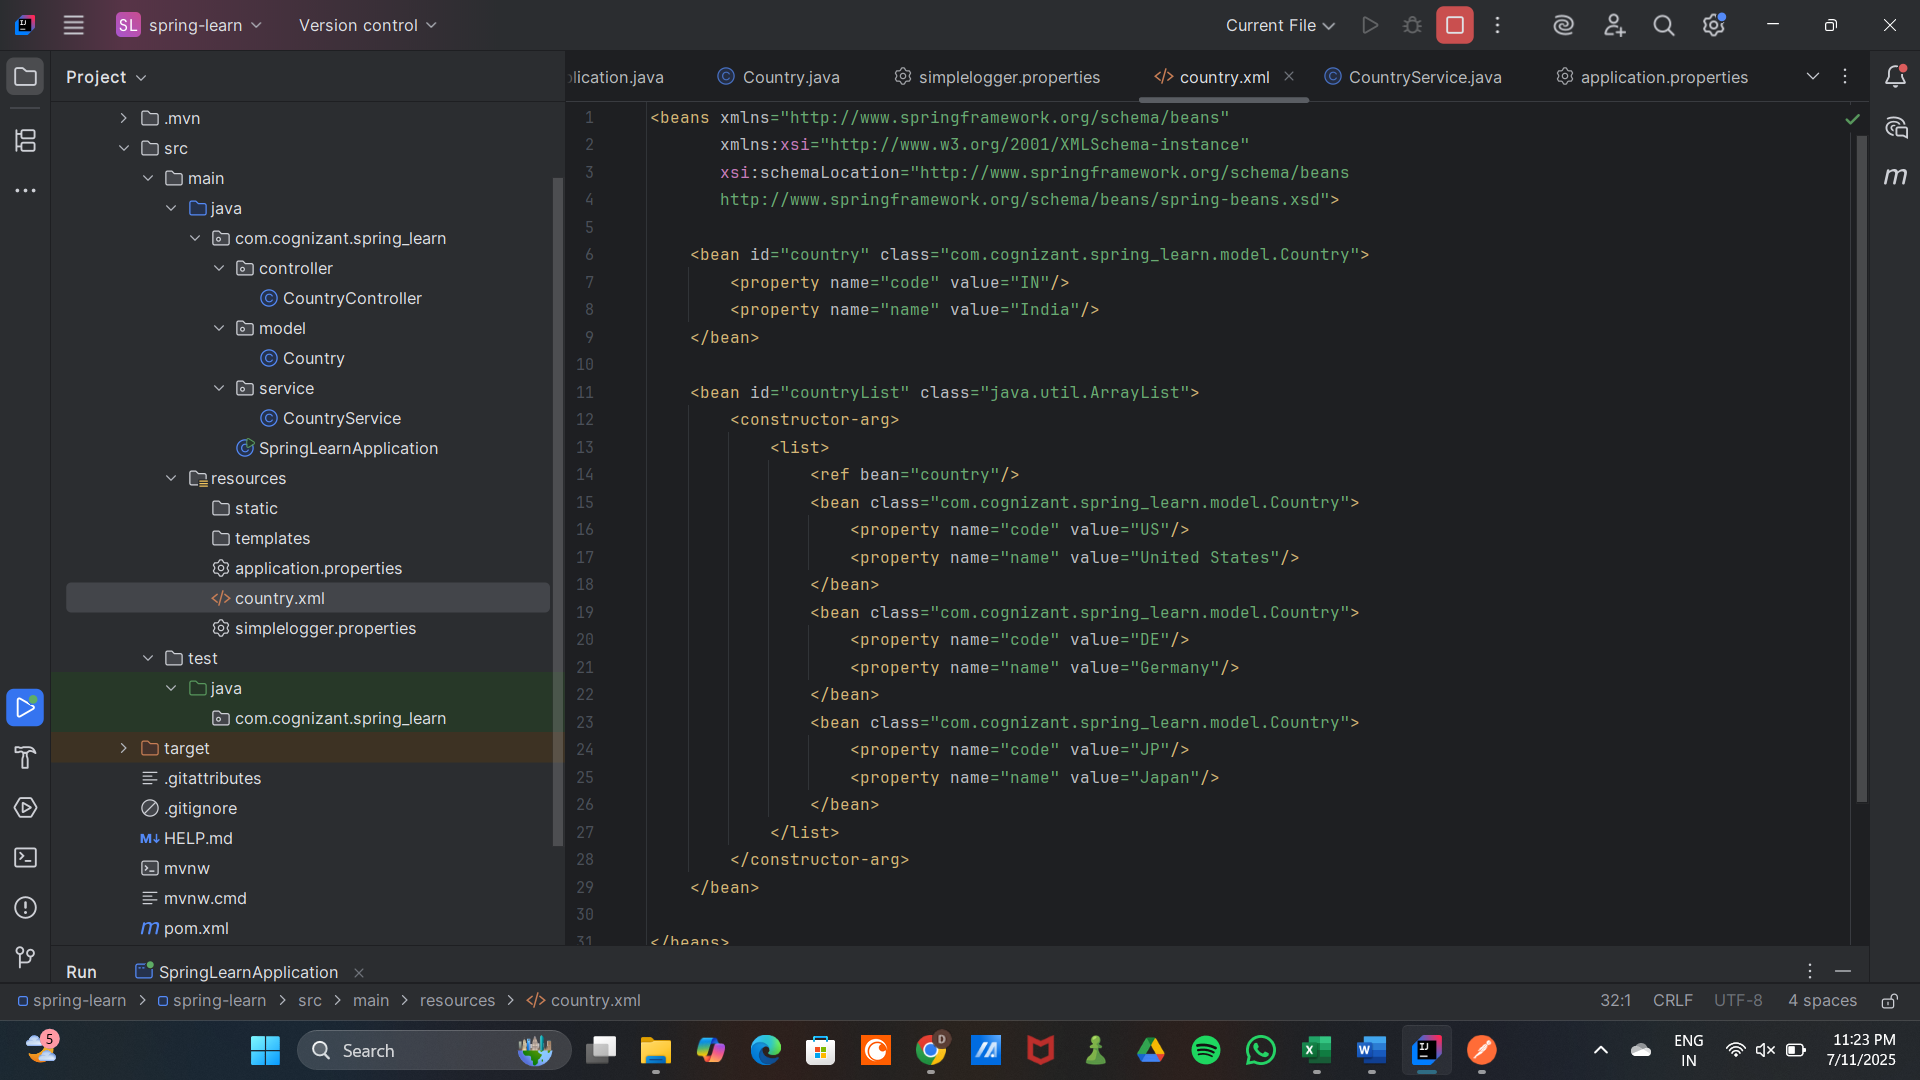 SL spring-learn Version control Current File
Project
lication.java Country.java simplelogger.properties country.xml CountryService.java application.properties
.mvn
src
main
java
com.cognizant.spring_learn
controller
CountryController
model
Country
service
CountryService
SpringLearnApplication
resources
static
templates
application.properties
country.xml
simplelogger.properties
test
java
com.cognizant.spring_learn
target
.gitattributes
.gitignore
M↓ HELP.md
mvnw
mvnw.cmd
m pom.xml
m
1 <beans xmlns="http://www.springframework.org/schema/beans"
2 xmlns:xsi="http://www.w3.org/2001/XMLSchema-instance"
3 xsi:schemaLocation="http://www.springframework.org/schema/beans
4 http://www.springframework.org/schema/beans/spring-beans.xsd">
5
6 <bean id="country" class="com.cognizant.spring_learn.model.Country">
7 <property name="code" value="IN"/>
8 <property name="name" value="India"/>
9 </bean>
10
11 <bean id="countryList" class="java.util.ArrayList">
12 <constructor-arg>
13 <list>
14 <ref bean="country"/>
15 <bean class="com.cognizant.spring_learn.model.Country">
16 <property name="code" value="US"/>
17 <property name="name" value="United States"/>
18 </bean>
19 <bean class="com.cognizant.spring_learn.model.Country">
20 <property name="code" value="DE"/>
21 <property name="name" value="Germany"/>
22 </bean>
23 <bean class="com.cognizant.spring_learn.model.Country">
24 <property name="code" value="JP"/>
25 <property name="name" value="Japan"/>
26 </bean>
27 </list>
28 </constructor-arg>
29 </bean>
30
31 </beans>
Run SpringLearnApplication
spring-learn > spring-learn > src > main > resources > country.xml 32:1 CRLF UTF-8 4 spaces
5 Search D ENG 11:23 PM
IN 7/11/2025